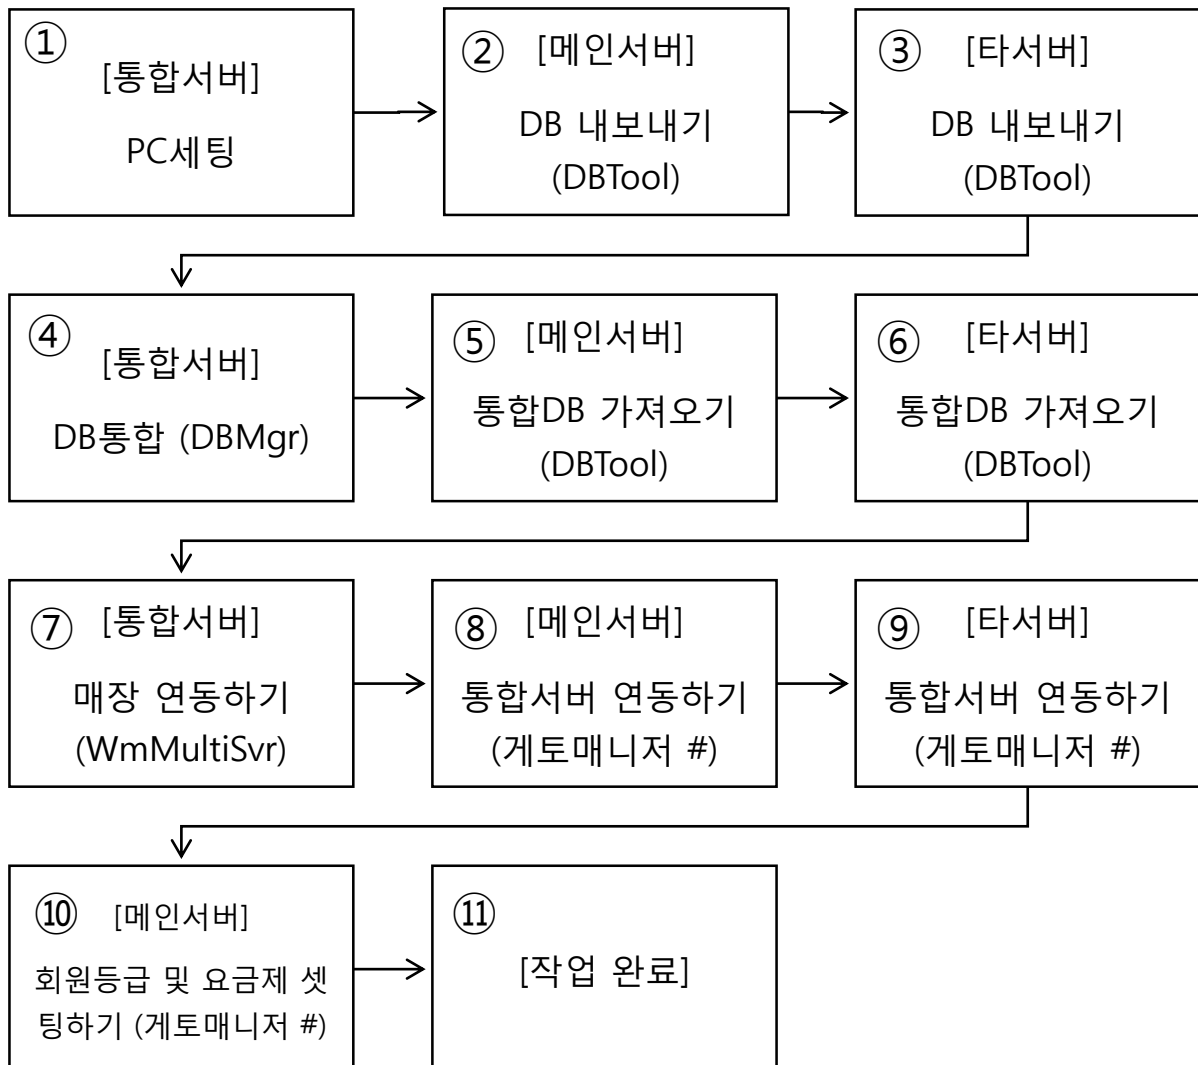 ①
[통합서버]
PC세팅
②
[메인서버]
DB 내보내기
(DBTool)
③
[타서버]
DB 내보내기
(DBTool)
④
[통합서버]
DB통합 (DBMgr)
⑤
[메인서버]
통합DB 가져오기
(DBTool)
⑥
[타서버]
통합DB 가져오기
(DBTool)
⑦
[통합서버]
매장 연동하기
(WmMultiSvr)
⑧
[메인서버]
통합서버 연동하기
(게토매니저 #)
⑨
[타서버]
통합서버 연동하기
(게토매니저 #)
⑩
[메인서버]
회원등급 및 요금제 셋
팅하기 (게토매니저 #)
⑪
[작업 완료]